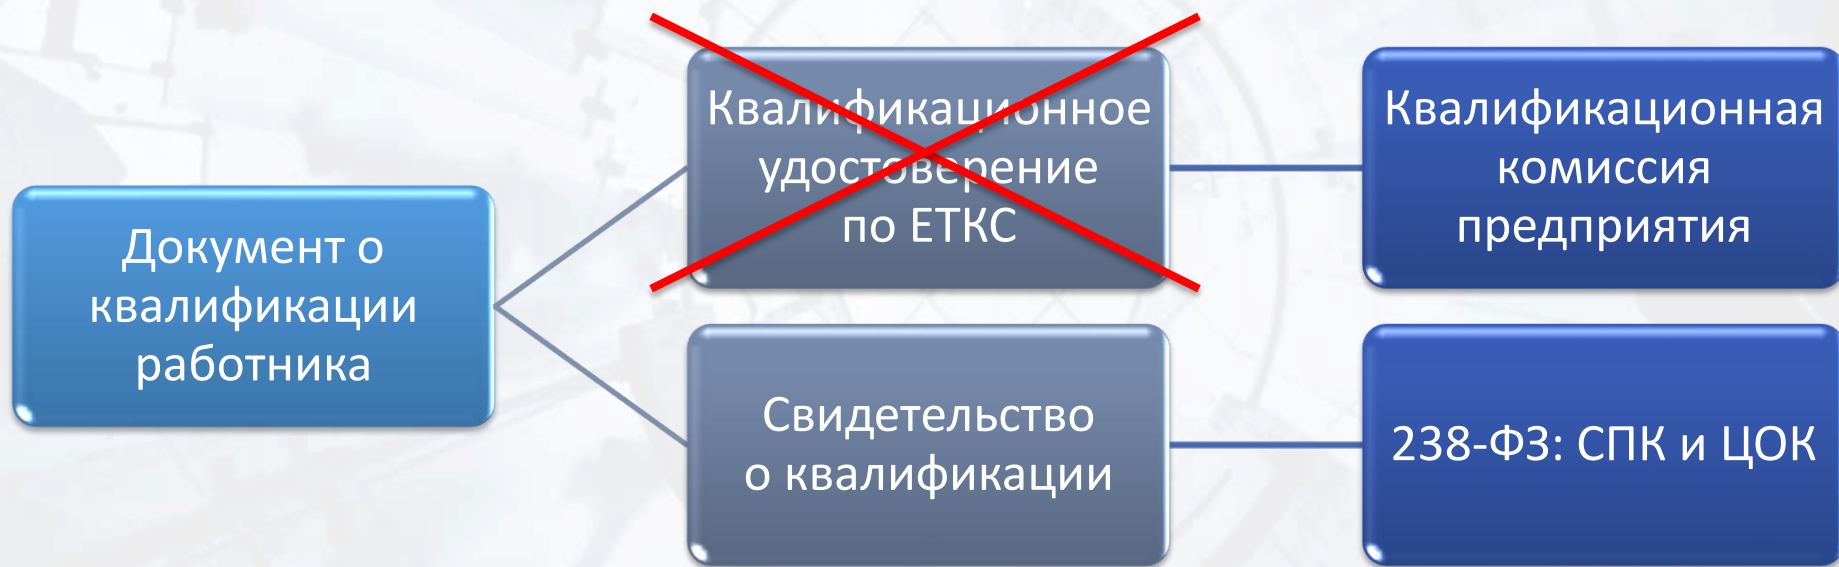 Документ о
квалификации
работника
Квалификационное
удостоверение
по ЕТКС
Квалификационная
комиссия
предприятия
Свидетельство
о квалификации
238-ФЗ: СПК и ЦОК